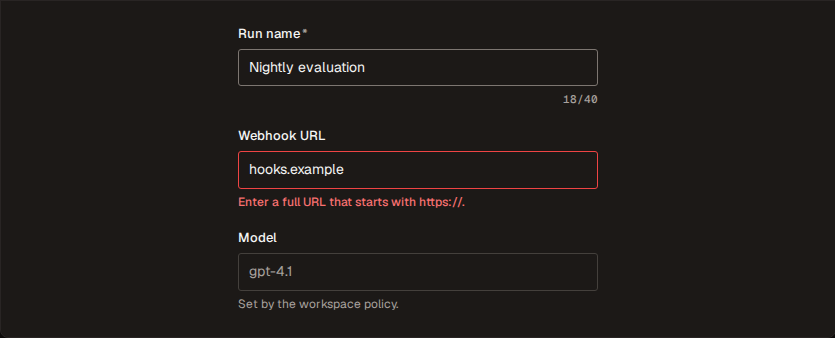 Run name*
Nightly evaluation
18/40
Webhook URL
hooks.example
Enter a full URL that starts with https://.
Model
gpt-4.1
Set by the workspace policy.